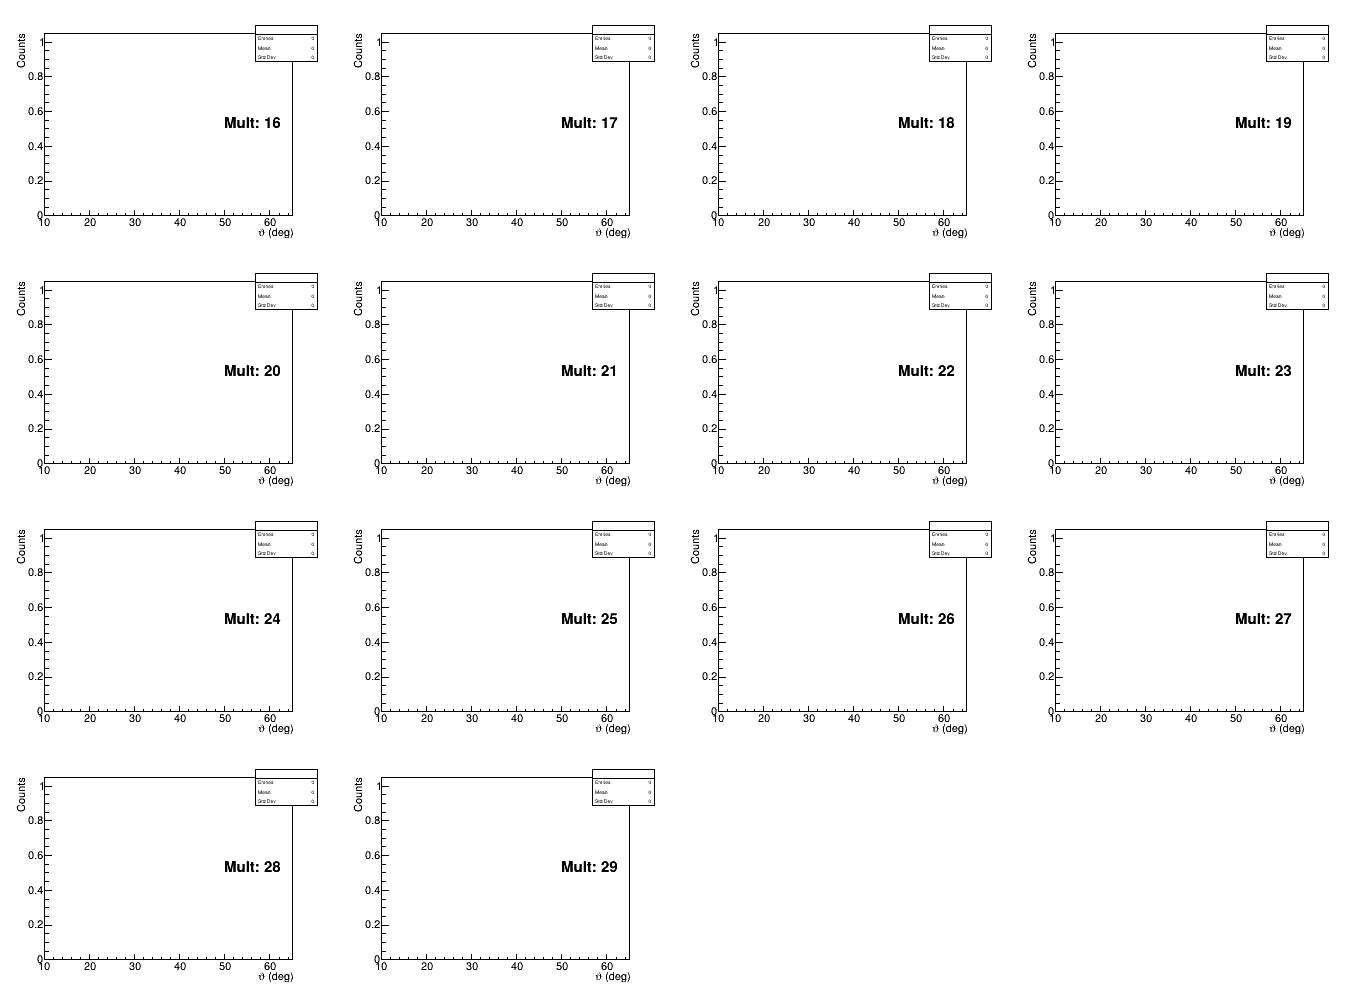 Counts
Entries 0
Mean 0
Std Dev 0
1
0.8
0.6
Mult: 16
0.4
0.2
0
10 20 30 40 50 60
ϑ (deg)
Counts
Entries 0
Mean 0
Std Dev 0
1
0.8
0.6
Mult: 17
0.4
0.2
0
10 20 30 40 50 60
ϑ (deg)
Counts
Entries 0
Mean 0
Std Dev 0
1
0.8
0.6
Mult: 18
0.4
0.2
0
10 20 30 40 50 60
ϑ (deg)
Counts
Entries 0
Mean 0
Std Dev 0
1
0.8
0.6
Mult: 19
0.4
0.2
0
10 20 30 40 50 60
ϑ (deg)
Counts
Entries 0
Mean 0
Std Dev 0
1
0.8
0.6
Mult: 20
0.4
0.2
0
10 20 30 40 50 60
ϑ (deg)
Counts
Entries 0
Mean 0
Std Dev 0
1
0.8
0.6
Mult: 21
0.4
0.2
0
10 20 30 40 50 60
ϑ (deg)
Counts
Entries 0
Mean 0
Std Dev 0
1
0.8
0.6
Mult: 22
0.4
0.2
0
10 20 30 40 50 60
ϑ (deg)
Counts
Entries 0
Mean 0
Std Dev 0
1
0.8
0.6
Mult: 23
0.4
0.2
0
10 20 30 40 50 60
ϑ (deg)
Counts
Entries 0
Mean 0
Std Dev 0
1
0.8
0.6
Mult: 24
0.4
0.2
0
10 20 30 40 50 60
ϑ (deg)
Counts
Entries 0
Mean 0
Std Dev 0
1
0.8
0.6
Mult: 25
0.4
0.2
0
10 20 30 40 50 60
ϑ (deg)
Counts
Entries 0
Mean 0
Std Dev 0
1
0.8
0.6
Mult: 26
0.4
0.2
0
10 20 30 40 50 60
ϑ (deg)
Counts
Entries 0
Mean 0
Std Dev 0
1
0.8
0.6
Mult: 27
0.4
0.2
0
10 20 30 40 50 60
ϑ (deg)
Counts
Entries 0
Mean 0
Std Dev 0
1
0.8
0.6
Mult: 28
0.4
0.2
0
10 20 30 40 50 60
ϑ (deg)
Counts
Entries 0
Mean 0
Std Dev 0
1
0.8
0.6
Mult: 29
0.4
0.2
0
10 20 30 40 50 60
ϑ (deg)